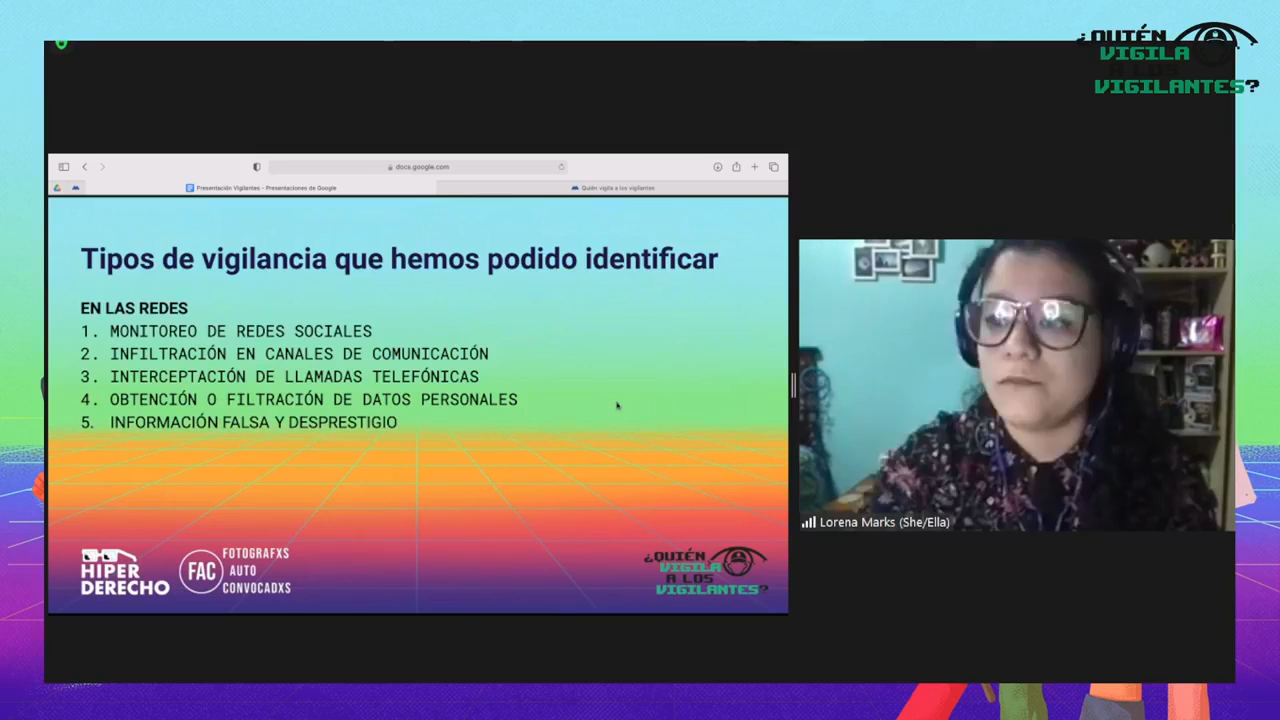 ¿QUIÉN
VIGILA
A LOS
VIGILANTES?
docs.google.com
Presentación Vigilantes - Presentaciones de Google
Quién vigila a los vigilantes
Tipos de vigilancia que hemos podido identificar
EN LAS REDES
1. MONITOREO DE REDES SOCIALES
2. INFILTRACIÓN EN CANALES DE COMUNICACIÓN
3. INTERCEPTACIÓN DE LLAMADAS TELEFÓNICAS
4. OBTENCIÓN O FILTRACIÓN DE DATOS PERSONALES
5. INFORMACIÓN FALSA Y DESPRESTIGIO
Lorena Marks (She/Ella)
HIPER
DERECHO
FAC
FOTOGRAFXS
AUTO
CONVOCADXS
¿QUIÉN
VIGILA
A LOS
VIGILANTES?